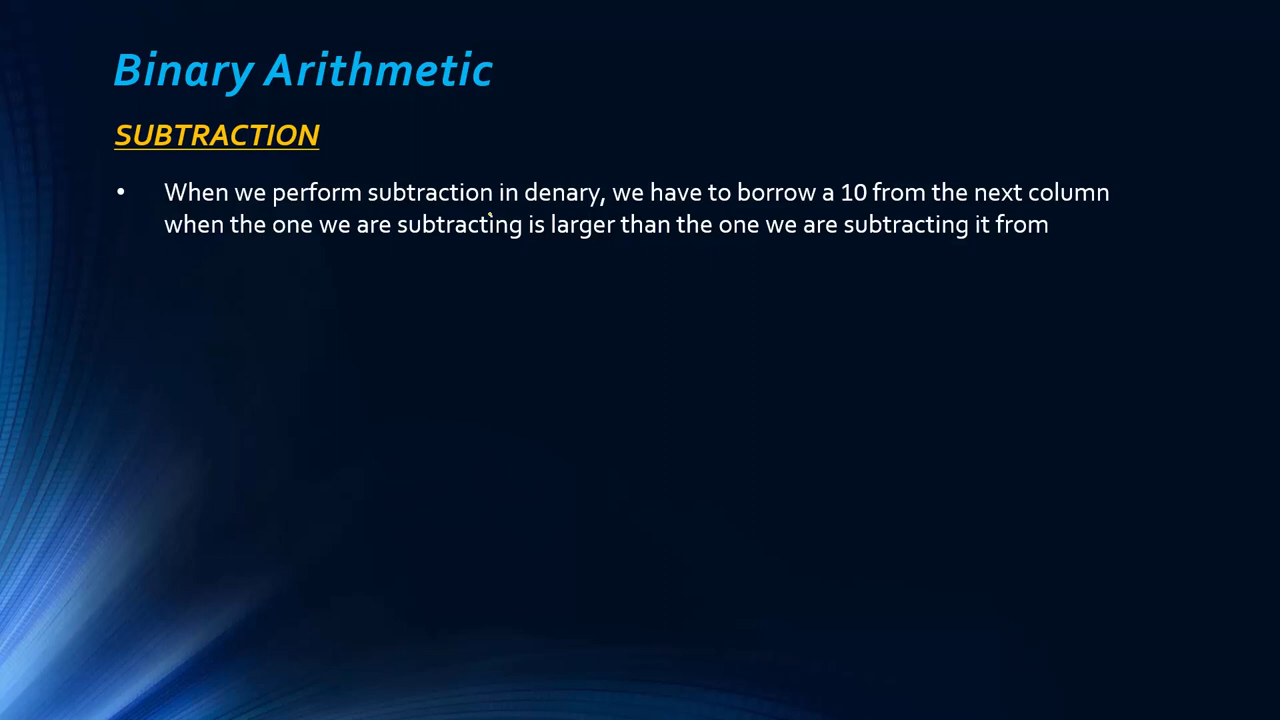 Binary Arithmetic
SUBTRACTION
• When we perform subtraction in denary, we have to borrow a 10 from the next column
when the one we are subtracting is larger than the one we are subtracting it from